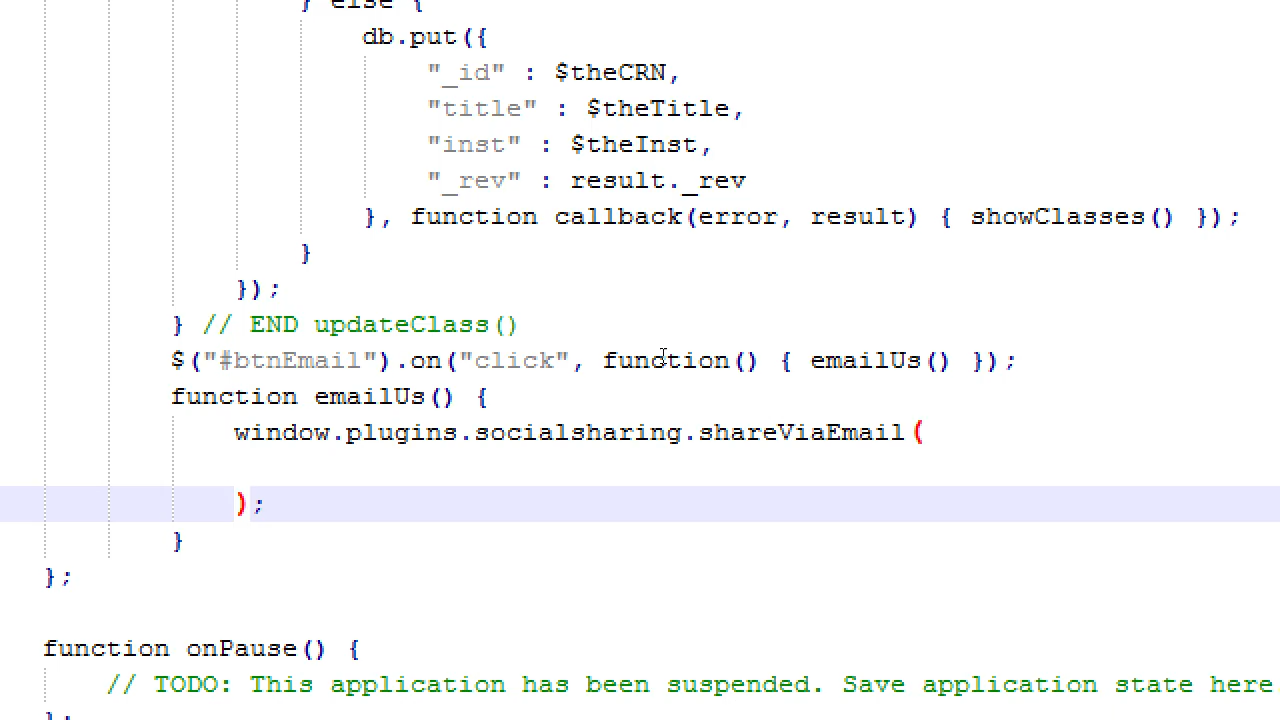 } else {
db.put({
"_id" : $theCRN,
"title" : $theTitle,
"inst" : $theInst,
"_rev" : result._rev
}, function callback(error, result) { showClasses() });
}
});
} // END updateClass()
$("#btnEmail").on("click", function() { emailUs() });
function emailUs() {
window.plugins.socialsharing.shareViaEmail(
);
}
};
function onPause() {
// TODO: This application has been suspended. Save application state here
};